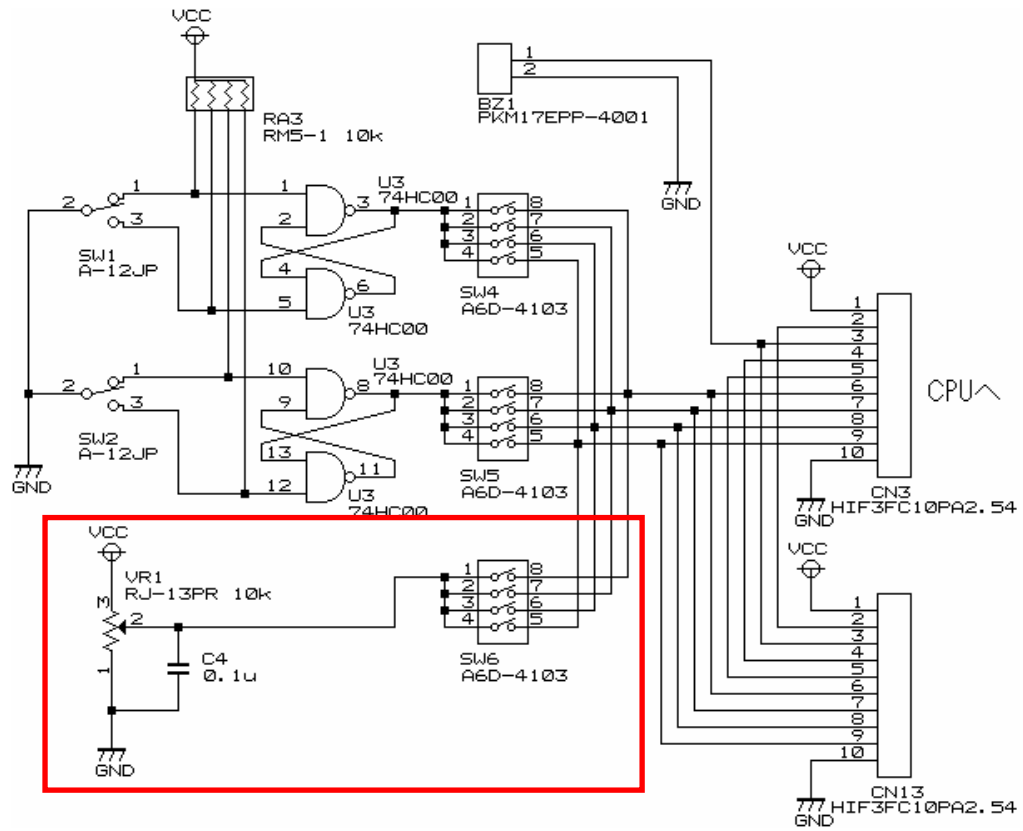 VCC
RA3
RM5-1 10k
1
2
BZ1
PKM17EPP-4001
GND
2
1
3
SW1
A-12JP
1
2
3
U3
74HC00
4
5
6
U3
74HC00
1
2
3
4
8
7
6
5
SW4
A6D-4103
2
1
3
SW2
A-12JP
GND
10
9
8
U3
74HC00
13
12
11
U3
74HC00
1
2
3
4
8
7
6
5
SW5
A6D-4103
VCC
1
2
3
4
5
6
7
8
9
10
CPUへ
CN3
HIF3FC10PA2.54
GND
VCC
VR1
RJ-13PR 10k
3
2
1
C4
0.1u
GND
1
2
3
4
8
7
6
5
SW6
A6D-4103
VCC
1
2
3
4
5
6
7
8
9
10
CN13
HIF3FC10PA2.54
GND